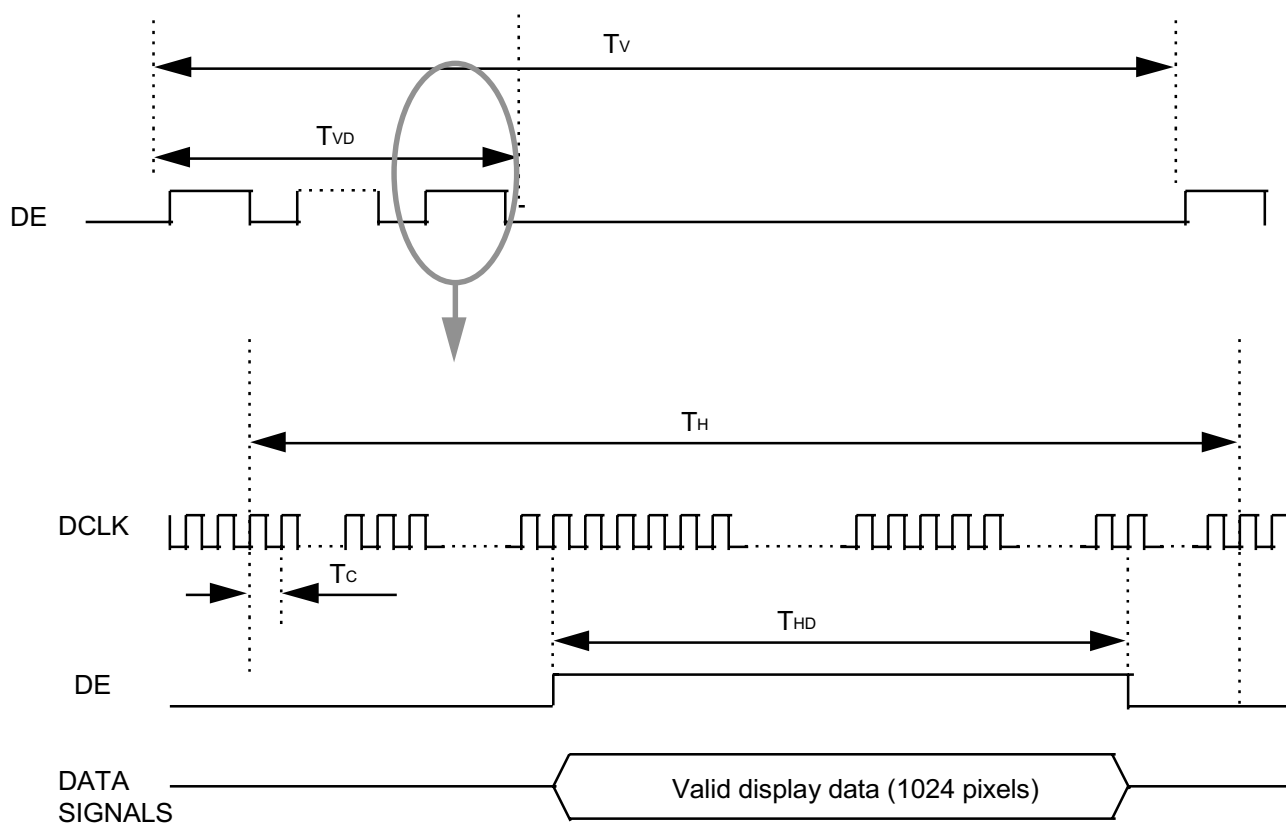 TV
TVD
DE
TH
DCLK
TC
THD
DE
Valid display data (1024 pixels)
DATA
SIGNALS